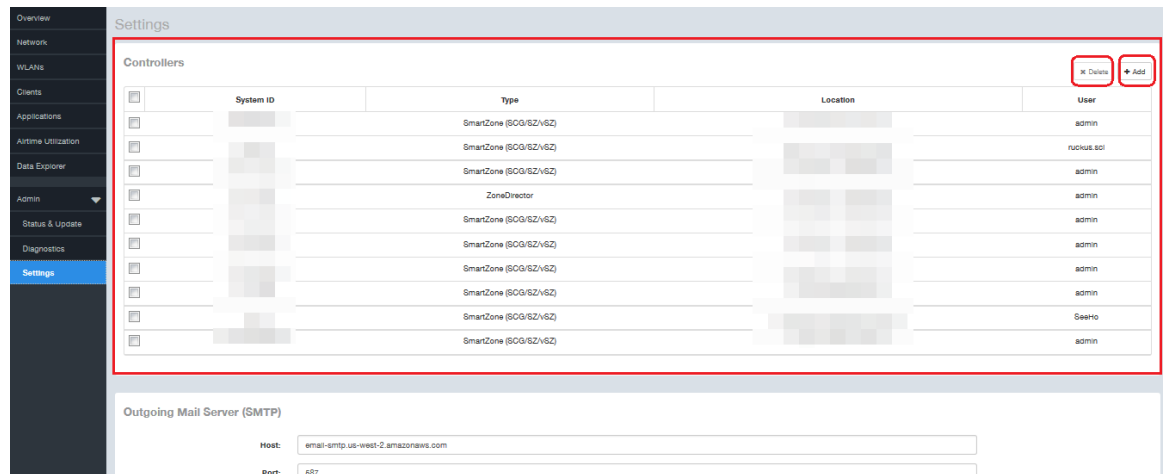 Overview
Network
WLANs
Clients
Applications
Airtime Utilization
Data Explorer
Admin
Status & Update
Diagnostics
Settings
Settings
Controllers
✖ Delete
+ Add
System ID Type Location User
SmartZone (SCG/SZ/vSZ) admin
SmartZone (SCG/SZ/vSZ) ruckus.sci
SmartZone (SCG/SZ/vSZ) admin
ZoneDirector admin
SmartZone (SCG/SZ/vSZ) admin
SmartZone (SCG/SZ/vSZ) admin
SmartZone (SCG/SZ/vSZ) admin
SmartZone (SCG/SZ/vSZ) admin
SmartZone (SCG/SZ/vSZ) SeeHo
SmartZone (SCG/SZ/vSZ) admin
Outgoing Mail Server (SMTP)
Host: email-smtp.us-west-2.amazonaws.com
Port: 587